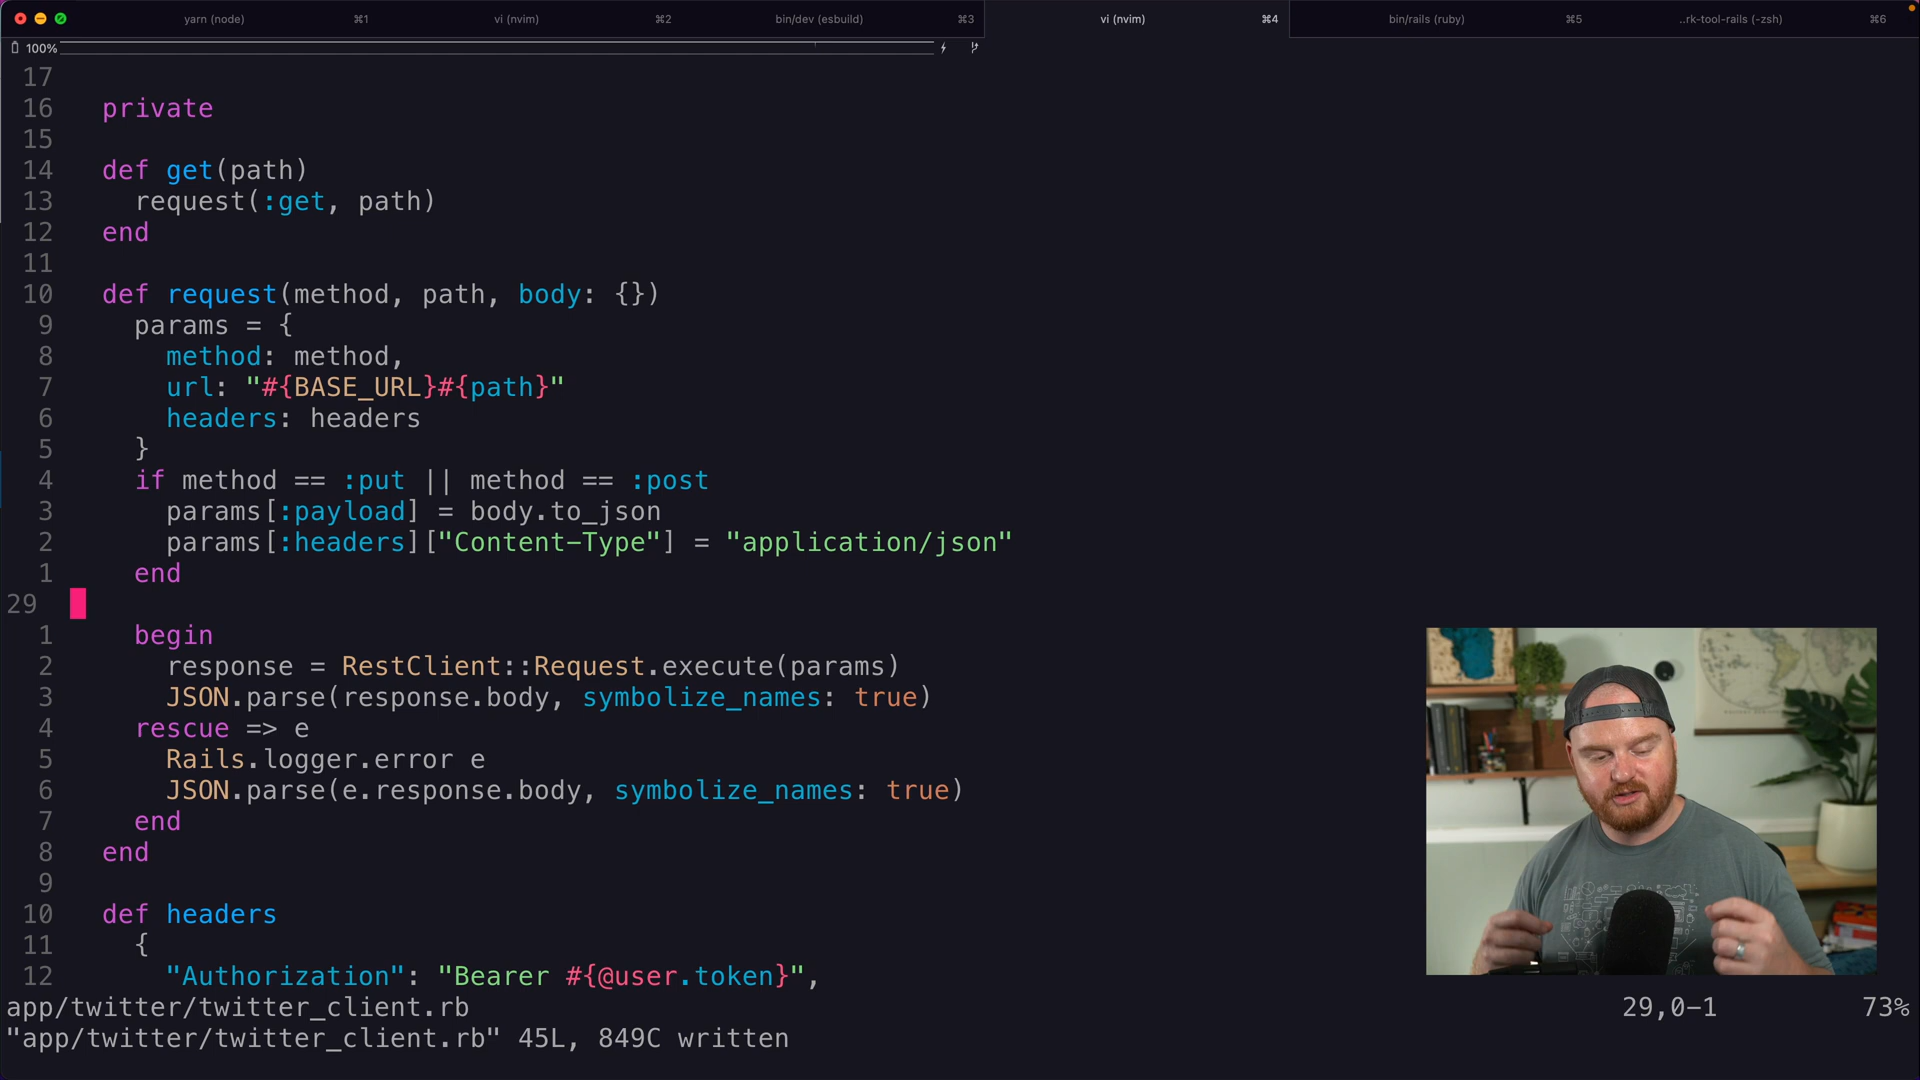 yarn (node) ⌘1 vi (nvim) ⌘2 bin/dev (esbuild) ⌘3 vi (nvim) ⌘4 bin/rails (ruby) ⌘5 ..rk-tool-rails (-zsh) ⌘6
100%
17
16 private
15
14 def get(path)
13 request(:get, path)
12 end
11
10 def request(method, path, body: {})
9 params = {
8 method: method,
7 url: "#{BASE_URL}#{path}"
6 headers: headers
5 }
4 if method == :put || method == :post
3 params[:payload] = body.to_json
2 params[:headers]["Content-Type"] = "application/json"
1 end
29
1 begin
2 response = RestClient::Request.execute(params)
3 JSON.parse(response.body, symbolize_names: true)
4 rescue => e
5 Rails.logger.error e
6 JSON.parse(e.response.body, symbolize_names: true)
7 end
8 end
9
10 def headers
11 {
12 "Authorization": "Bearer #{@user.token}",
app/twitter/twitter_client.rb 29,0-1 73%
"app/twitter/twitter_client.rb" 45L, 849C written